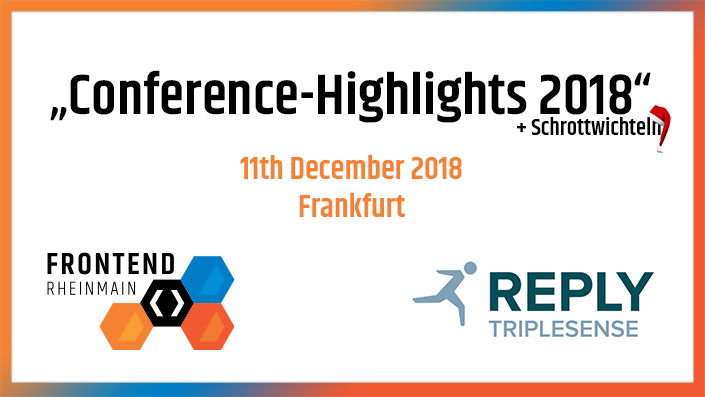 „Conference-Highlights 2018“
+ Schrottwichteln
11th December 2018
Frankfurt
FRONTEND
RHEINMAIN
REPLY
TRIPLESENSE